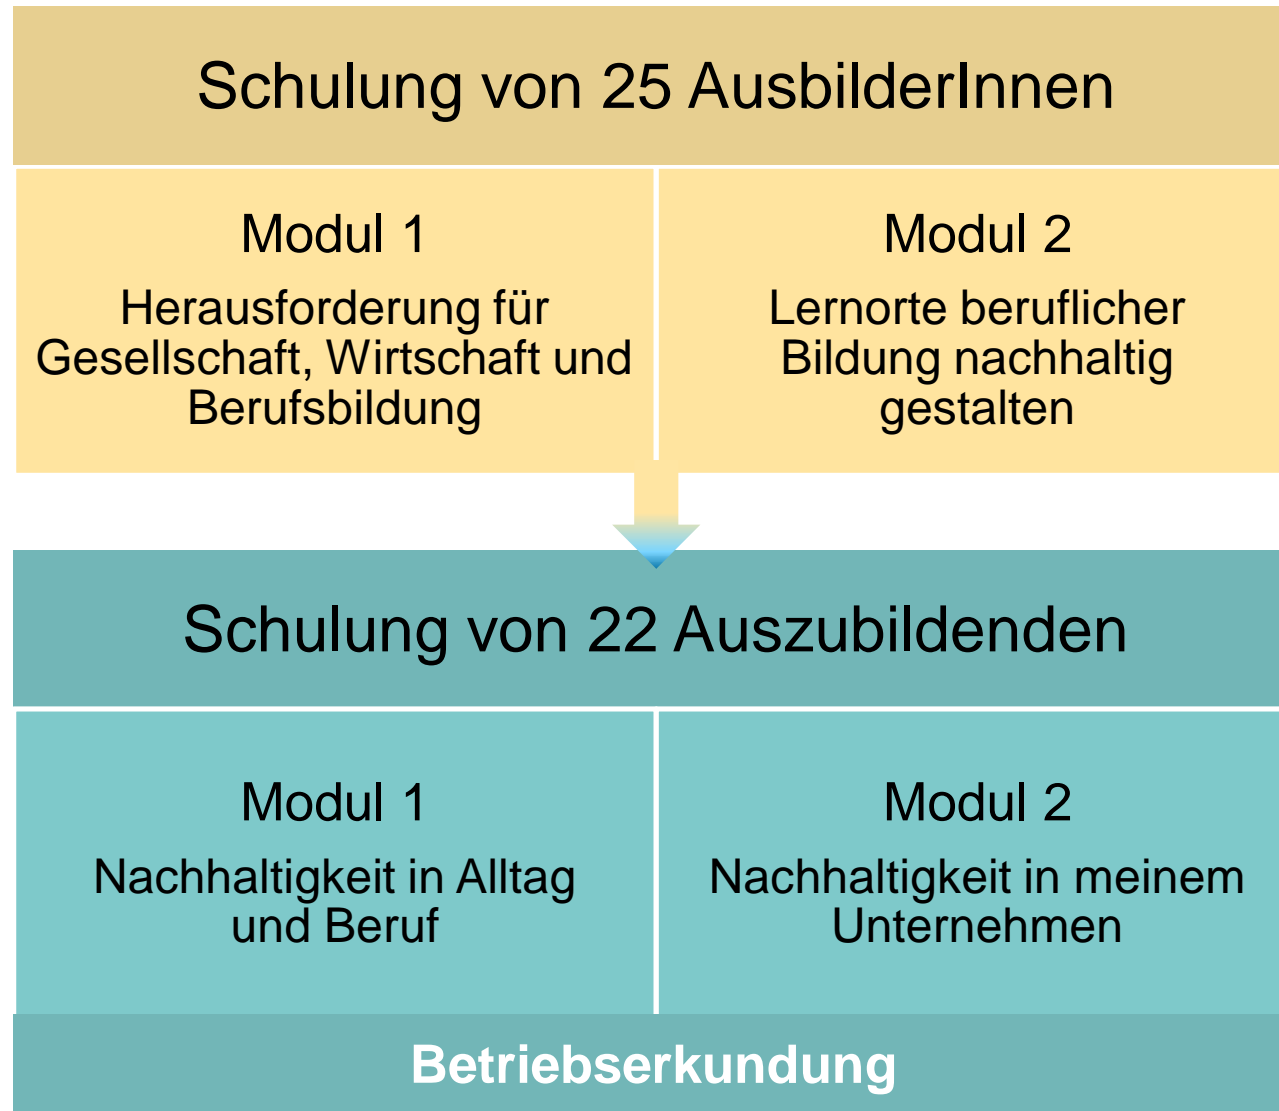 Schulung von 25 AusbilderInnen
Modul 1
Herausforderung für
Gesellschaft, Wirtschaft und
Berufsbildung
Modul 2
Lernorte beruflicher
Bildung nachhaltig
gestalten
Schulung von 22 Auszubildenden
Modul 1
Nachhaltigkeit in Alltag
und Beruf
Modul 2
Nachhaltigkeit in meinem
Unternehmen
Betriebserkundung